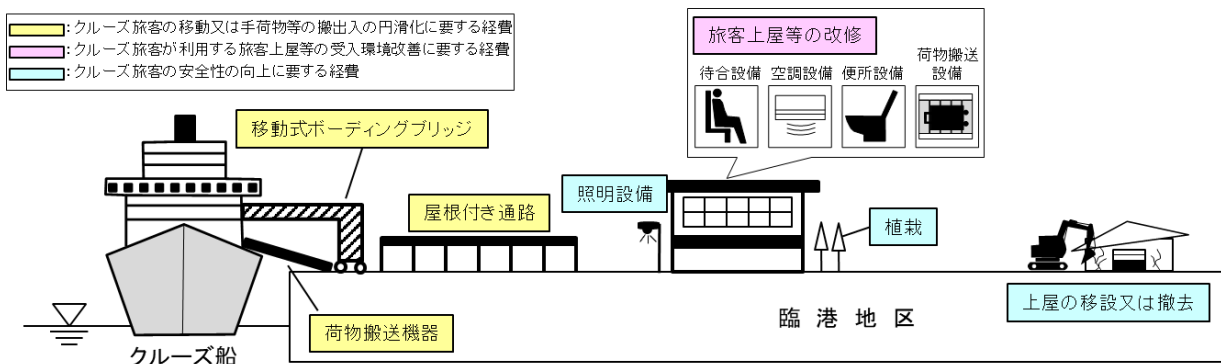 :クルーズ旅客の移動又は手荷物等の搬出入の円滑化に要する経費
:クルーズ旅客が利用する旅客上屋等の受入環境改善に要する経費
:クルーズ旅客の安全性の向上に要する経費
旅客上屋等の改修
待合設備
空調設備
便所設備
荷物搬送
設備
移動式ボーディングブリッジ
屋根付き通路
照明設備
植栽
上屋の移設又は撤去
荷物搬送機器
臨港地区
クルーズ船